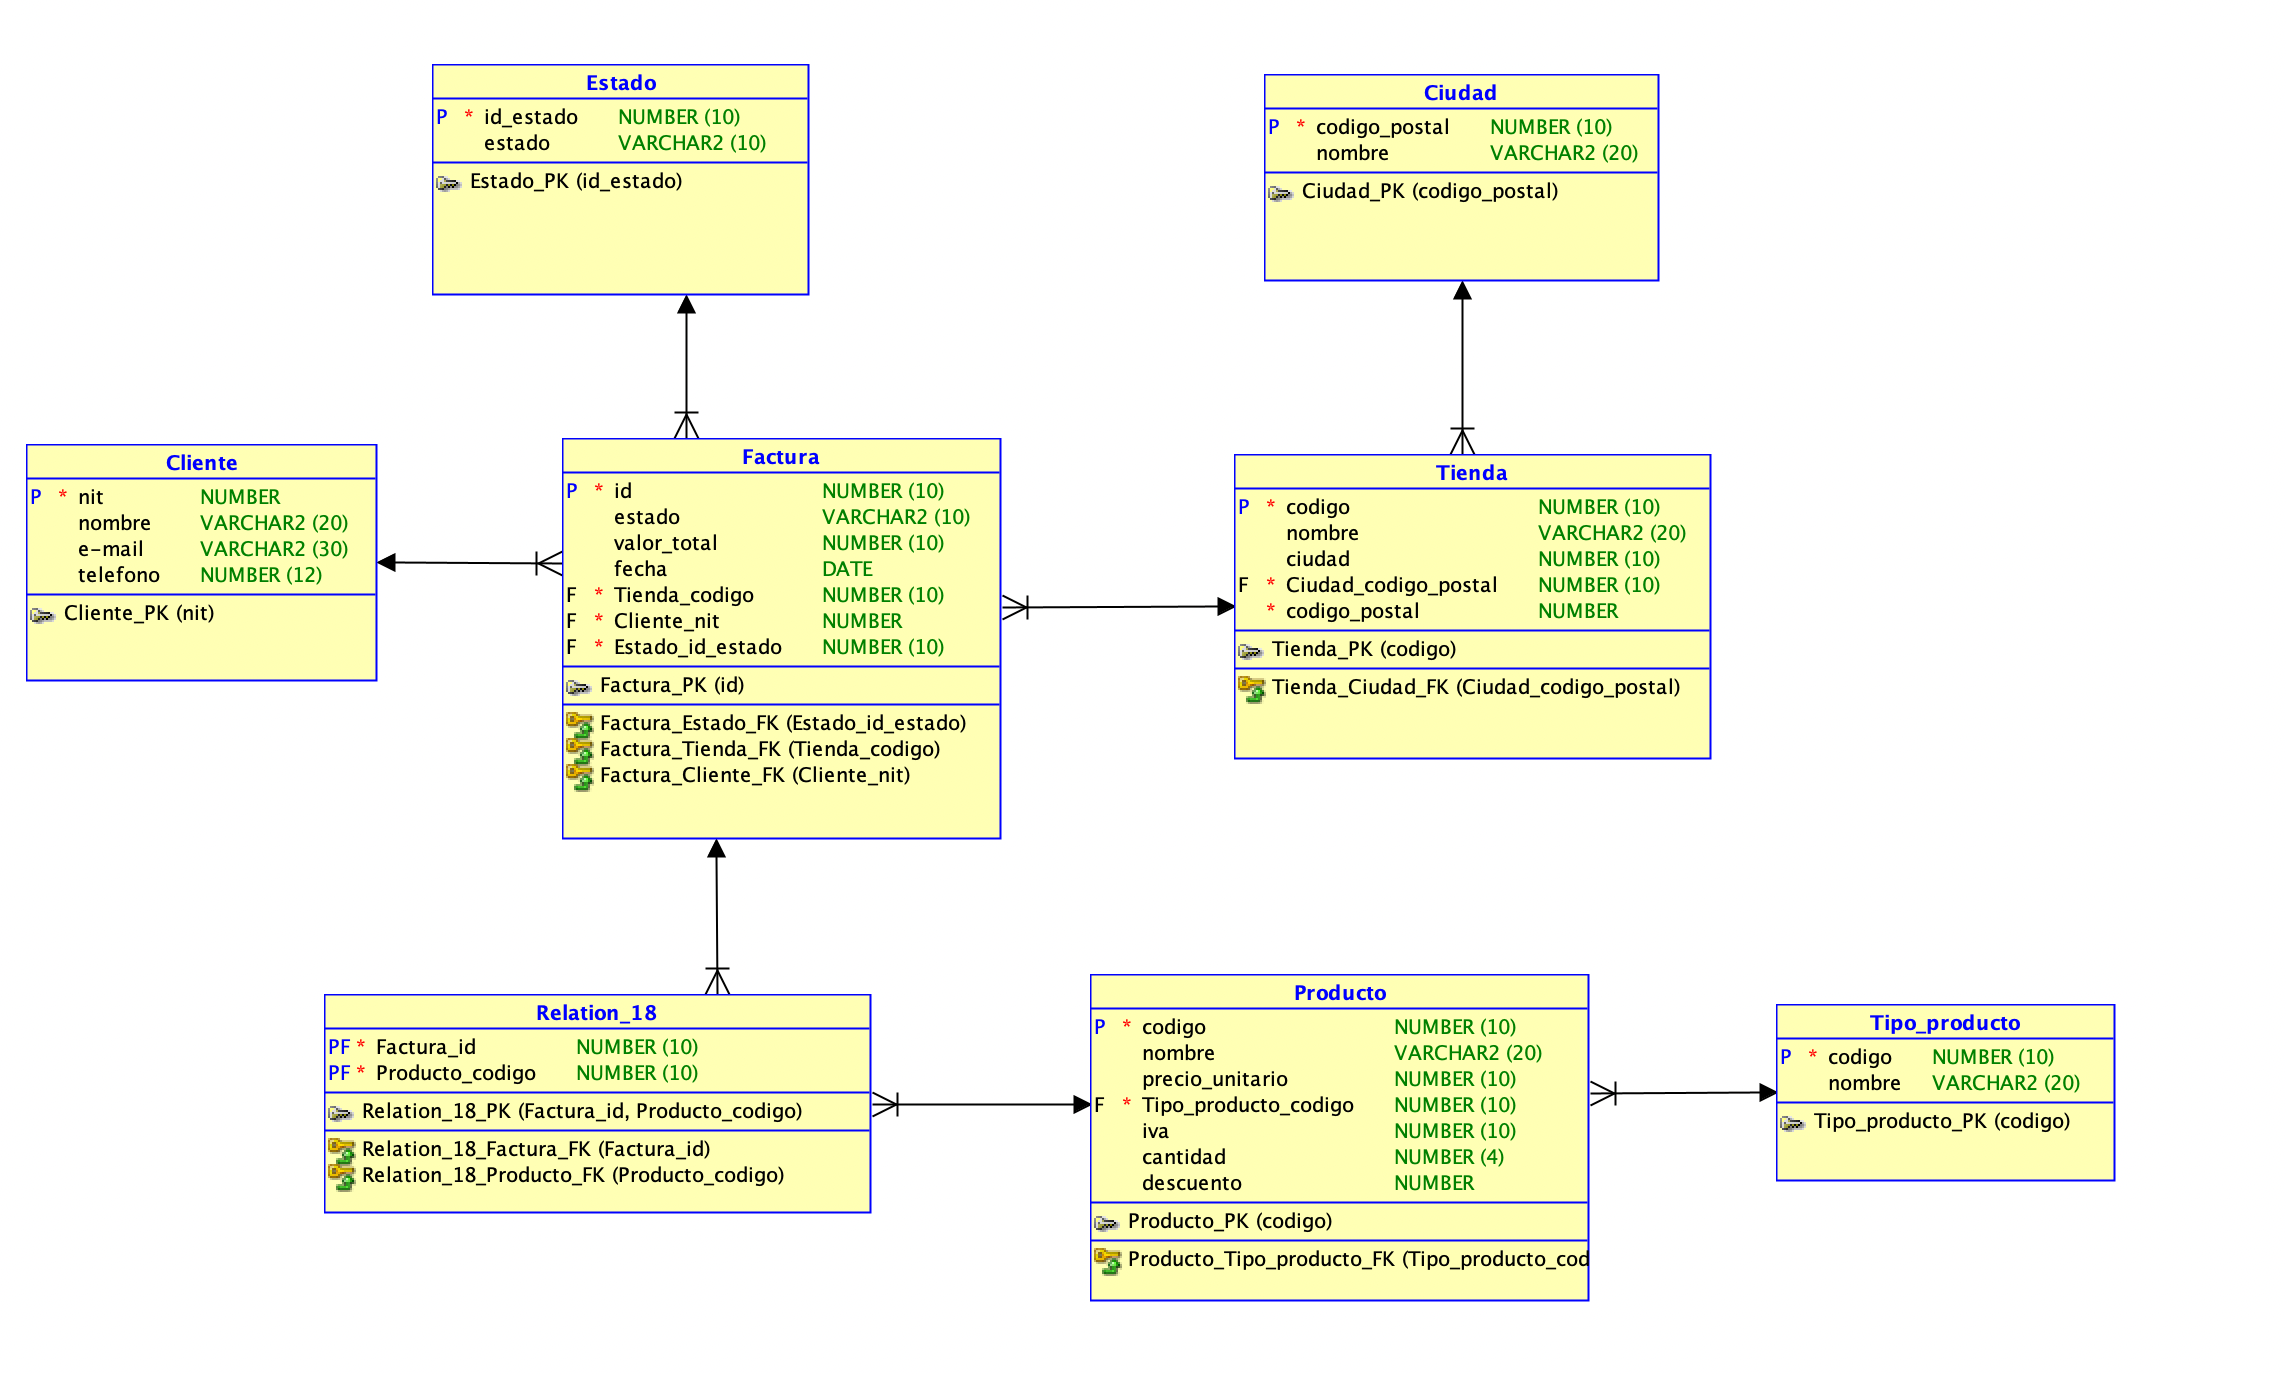 Estado
P * id_estado NUMBER (10)
estado VARCHAR2 (10)
Estado_PK (id_estado)
Ciudad
P * codigo_postal NUMBER (10)
nombre VARCHAR2 (20)
Ciudad_PK (codigo_postal)
Cliente
P * nit NUMBER
nombre VARCHAR2 (20)
e-mail VARCHAR2 (30)
telefono NUMBER (12)
Cliente_PK (nit)
Factura
P * id NUMBER (10)
estado VARCHAR2 (10)
valor_total NUMBER (10)
fecha DATE
F * Tienda_codigo NUMBER (10)
F * Cliente_nit NUMBER
F * Estado_id_estado NUMBER (10)
Factura_PK (id)
Factura_Estado_FK (Estado_id_estado)
Factura_Tienda_FK (Tienda_codigo)
Factura_Cliente_FK (Cliente_nit)
Tienda
P * codigo NUMBER (10)
nombre VARCHAR2 (20)
ciudad NUMBER (10)
F * Ciudad_codigo_postal NUMBER (10)
* codigo_postal NUMBER
Tienda_PK (codigo)
Tienda_Ciudad_FK (Ciudad_codigo_postal)
Relation_18
PF * Factura_id NUMBER (10)
PF * Producto_codigo NUMBER (10)
Relation_18_PK (Factura_id, Producto_codigo)
Relation_18_Factura_FK (Factura_id)
Relation_18_Producto_FK (Producto_codigo)
Producto
P * codigo NUMBER (10)
nombre VARCHAR2 (20)
precio_unitario NUMBER (10)
F * Tipo_producto_codigo NUMBER (10)
iva NUMBER (10)
cantidad NUMBER (4)
descuento NUMBER
Producto_PK (codigo)
Producto_Tipo_producto_FK (Tipo_producto_cod
Tipo_producto
P * codigo NUMBER (10)
nombre VARCHAR2 (20)
Tipo_producto_PK (codigo)